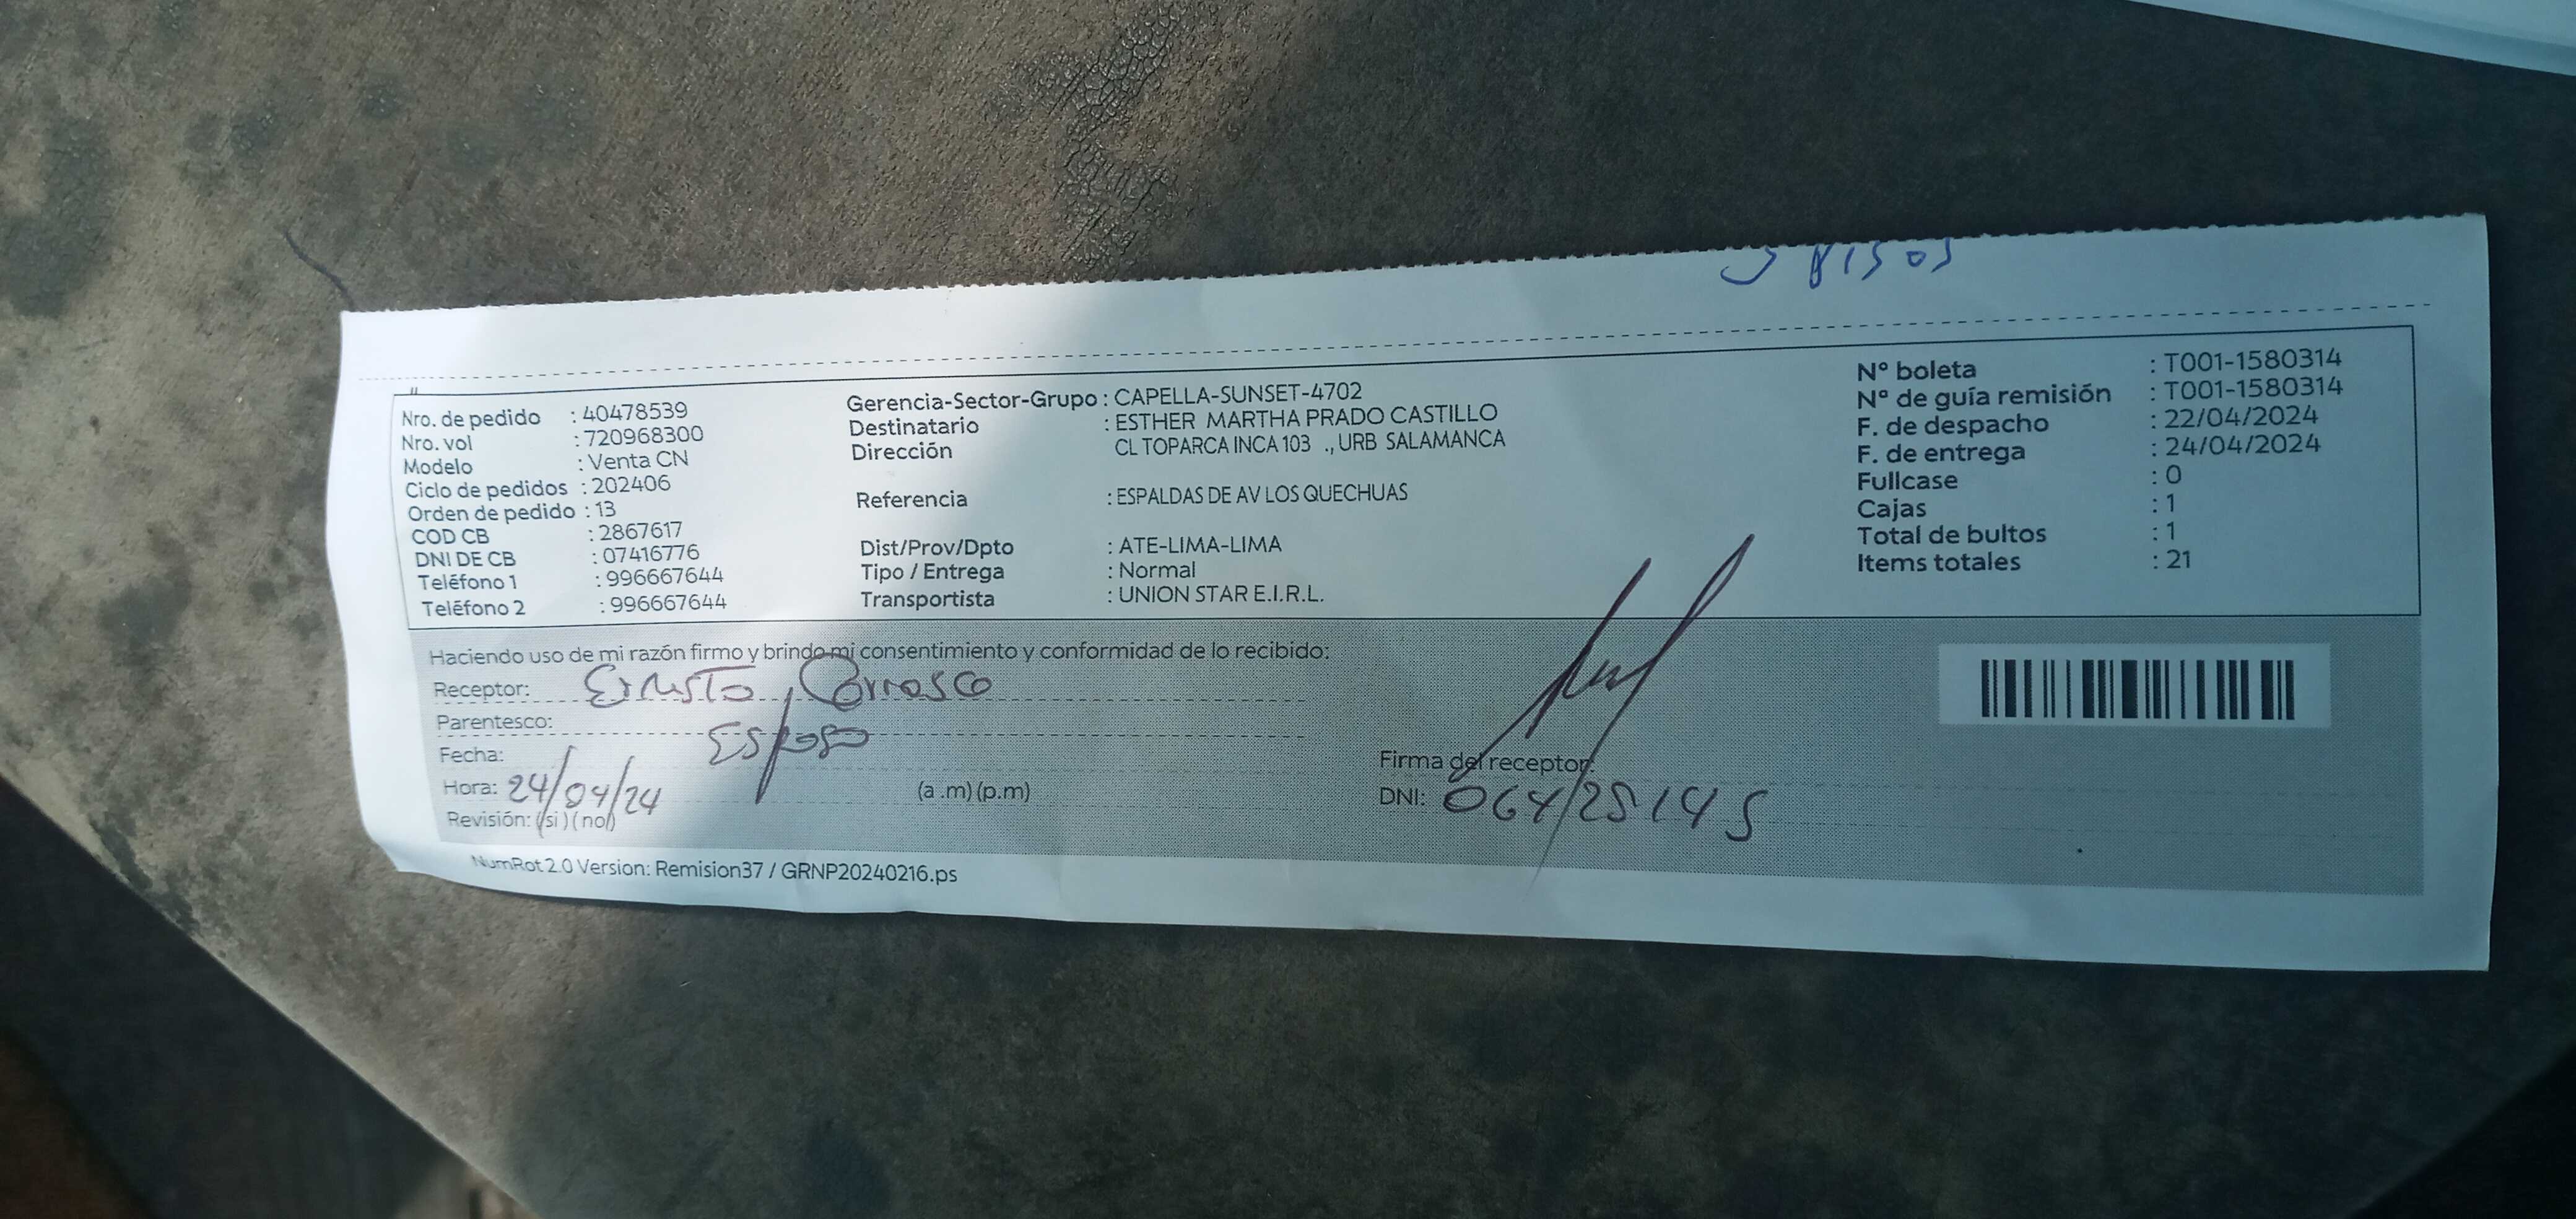 3 pisos
Nro. de pedido : 40478539
Nro. vol : 720968300
Modelo : Venta CN
Ciclo de pedidos : 202406
Orden de pedido : 13
COD CB : 2867617
DNI DE CB : 07416776
Teléfono 1 : 996667644
Teléfono 2 : 996667644
Gerencia-Sector-Grupo : CAPELLA-SUNSET-4702
Destinatario : ESTHER MARTHA PRADO CASTILLO
Dirección CL TOPARCA INCA 103 ., URB SALAMANCA
Referencia : ESPALDAS DE AV LOS QUECHUAS
Dist/Prov/Dpto : ATE-LIMA-LIMA
Tipo / Entrega : Normal
Transportista : UNION STAR E.I.R.L.
Nº boleta : T001-1580314
Nº de guía remisión : T001-1580314
F. de despacho : 22/04/2024
F. de entrega : 24/04/2024
Fullcase : 0
Cajas : 1
Total de bultos : 1
Items totales : 21
Haciendo uso de mi razón firmo y brindo mi consentimiento y conformidad de lo recibido:
Receptor: Ernesto Carrasco
Parentesco: Esposo
Fecha:
Hora: 24/04/24 (a .m) (p.m)
Revisión: (si) (no)
Firma del receptor:
DNI: 06425145
NumRot 2.0 Version: Remision37 / GRNP20240216.ps